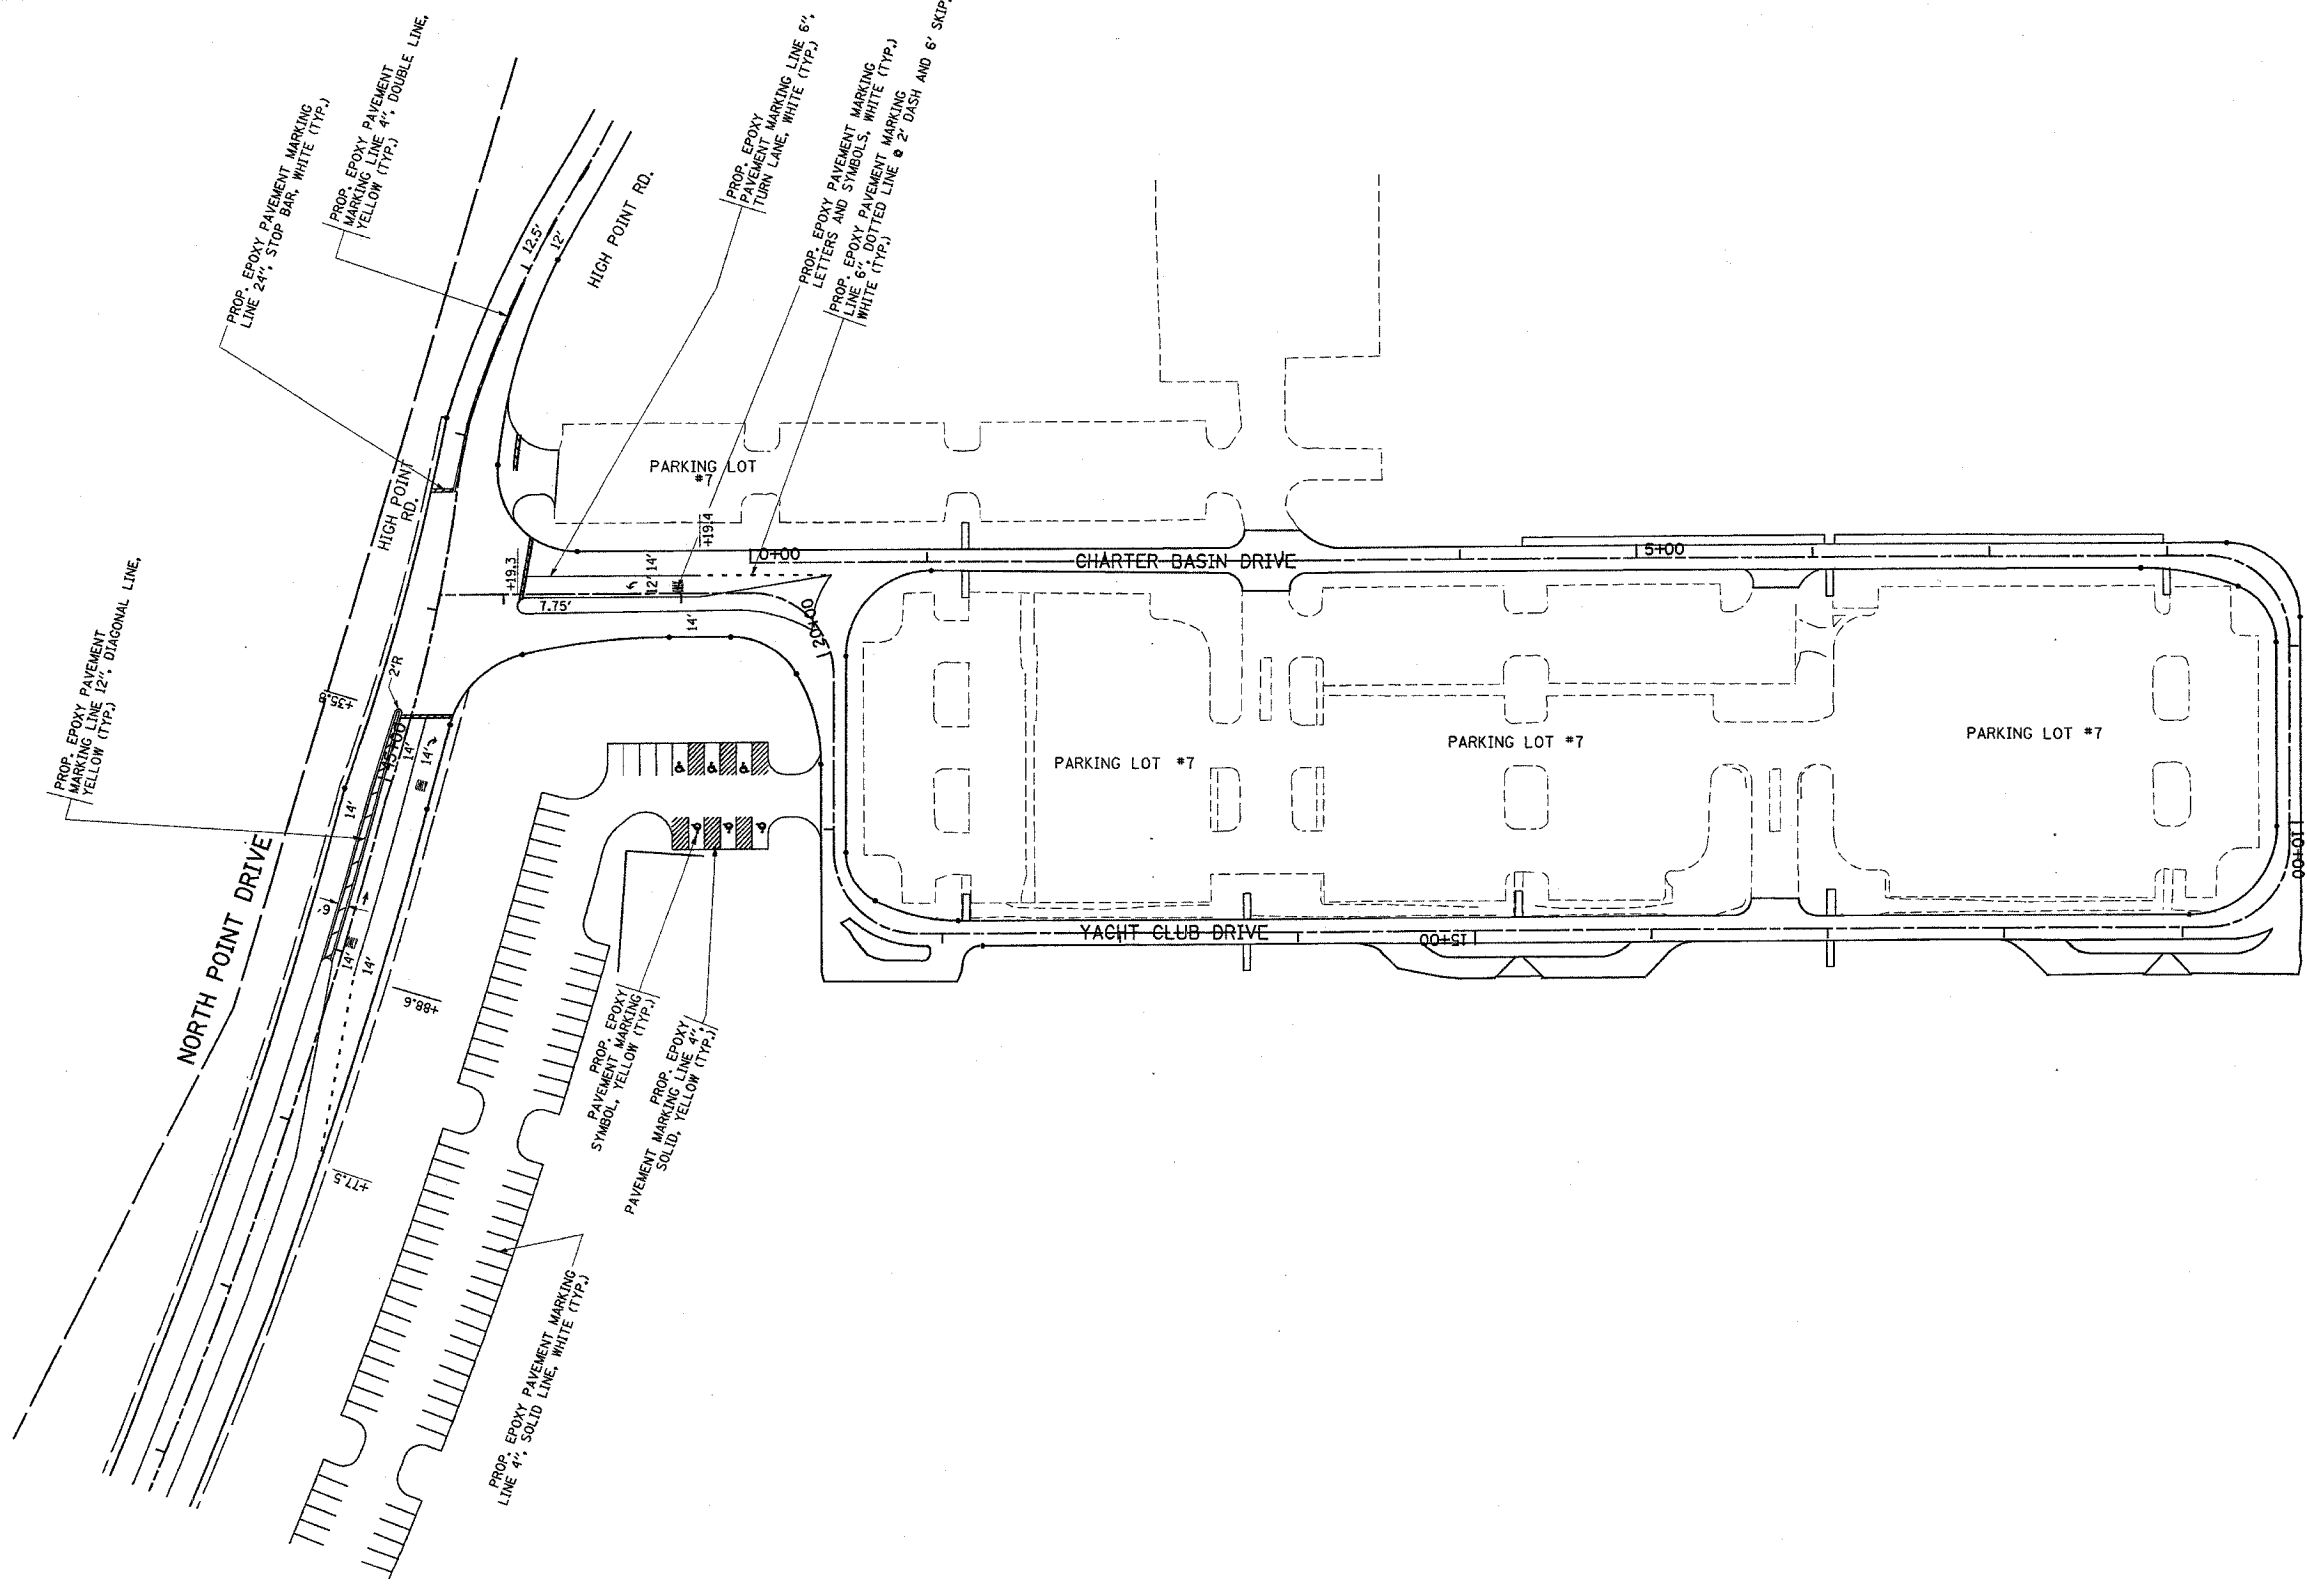 PROP. EPOXY PAVEMENT MARKING
LINE 24", STOP BAR, WHITE (TYP.)
PROP. EPOXY PAVEMENT
MARKING LINE 4", DOUBLE LINE,
YELLOW (TYP.)
PROP. EPOXY
PAVEMENT MARKING LINE 6",
TURN LANE, WHITE (TYP.)
PROP. EPOXY PAVEMENT MARKING
LETTERS AND SYMBOLS, WHITE (TYP.)
PROP. EPOXY PAVEMENT MARKING
LINE 6", DOTTED LINE @ 2' DASH AND 6' SKIP,
WHITE (TYP.)
12.5'
12'
HIGH POINT RD.
HIGH POINT
RD.
PARKING LOT
#7
+19.4
+19.3
0+00
CHARTER BASIN DRIVE
5+00
14'
12'
7.75'
14'
20+00
PROP. EPOXY PAVEMENT
MARKING LINE 12", DIAGONAL LINE,
YELLOW (TYP.)
2'R
+35.8
45+00
14'
14'
14'
6'
14'
14'
+88.6
+77.5
NORTH POINT DRIVE
PARKING LOT #7
PARKING LOT #7
PARKING LOT #7
10+00
YACHT CLUB DRIVE
15+00
PROP. EPOXY
PAVEMENT MARKING
SYMBOL, YELLOW (TYP.)
PROP. EPOXY
PAVEMENT MARKING LINE 4",
SOLID, YELLOW (TYP.)
PROP. EPOXY PAVEMENT MARKING
LINE 4", SOLID LINE, WHITE (TYP.)